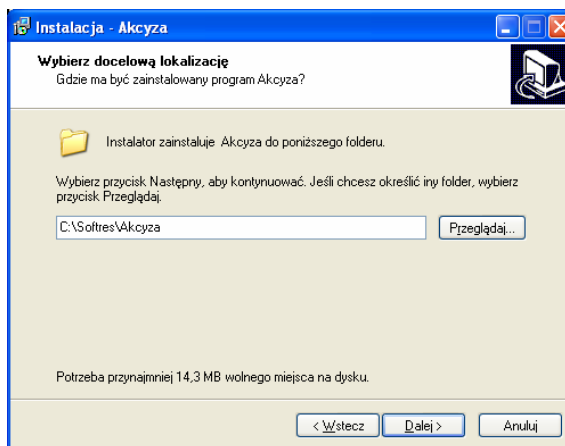 Instalacja - Akcyza
Wybierz docelową lokalizację
Gdzie ma być zainstalowany program Akcyza?
Instalator zainstaluje Akcyza do poniższego folderu.
Wybierz przycisk Następny, aby kontynuować. Jeśli chcesz określić iny folder, wybierz
przycisk Przeglądaj.
C:\Softres\Akcyza
Przeglądaj...
Potrzeba przynajmniej 14,3 MB wolnego miejsca na dysku.
< Wstecz
Dalej >
Anuluj